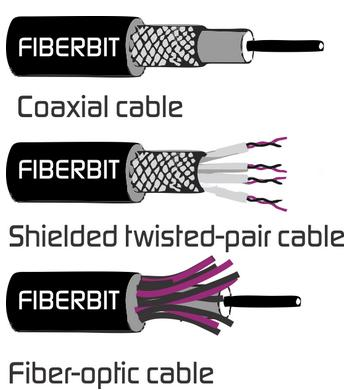 FIBERBIT
Coaxial cable
FIBERBIT
Shielded twisted-pair cable
FIBERBIT
Fiber-optic cable